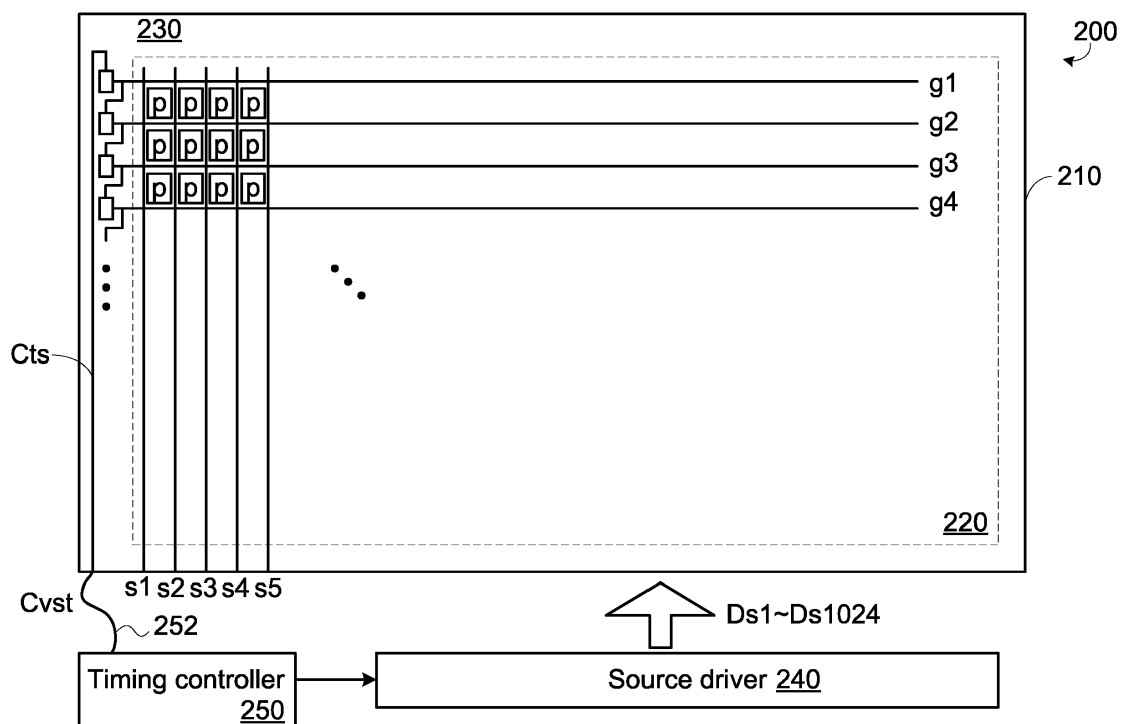 230
200
g1
p p p p
g2
p p p p
g3
210
p p p p
g4
Cts
220
s1 s2 s3 s4 s5
Cvst
252
Ds1~Ds1024
Timing controller
250
Source driver 240